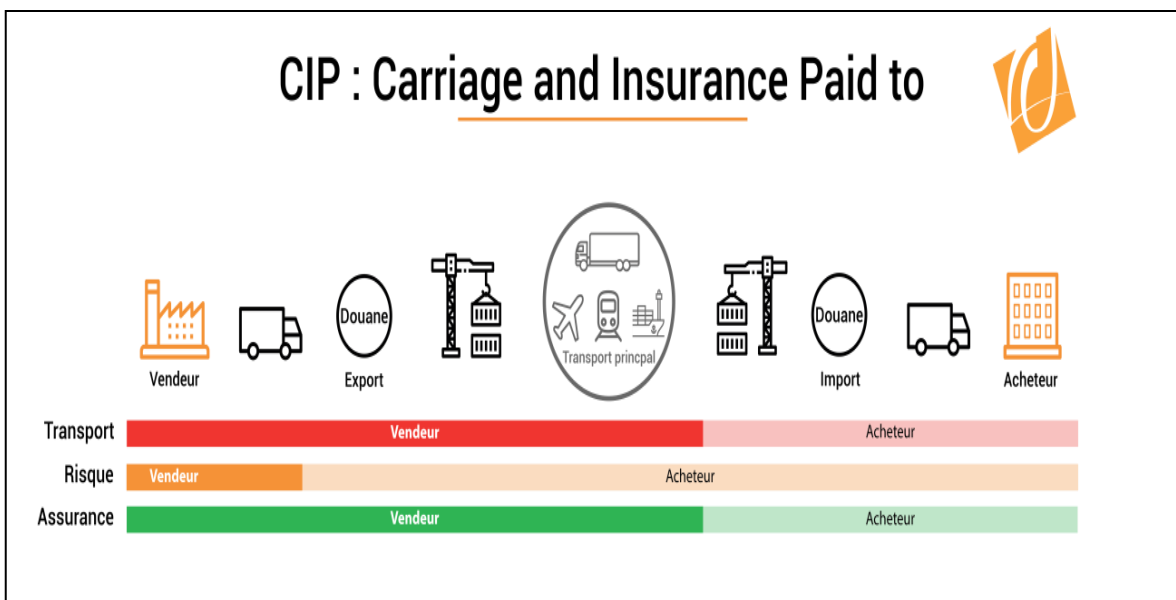 CIP : Carriage and Insurance Paid to
Douane
Douane
Transport princpal
Vendeur
Export
Import
Acheteur
Transport
Vendeur
Acheteur
Risque
Vendeur
Acheteur
Assurance
Vendeur
Acheteur